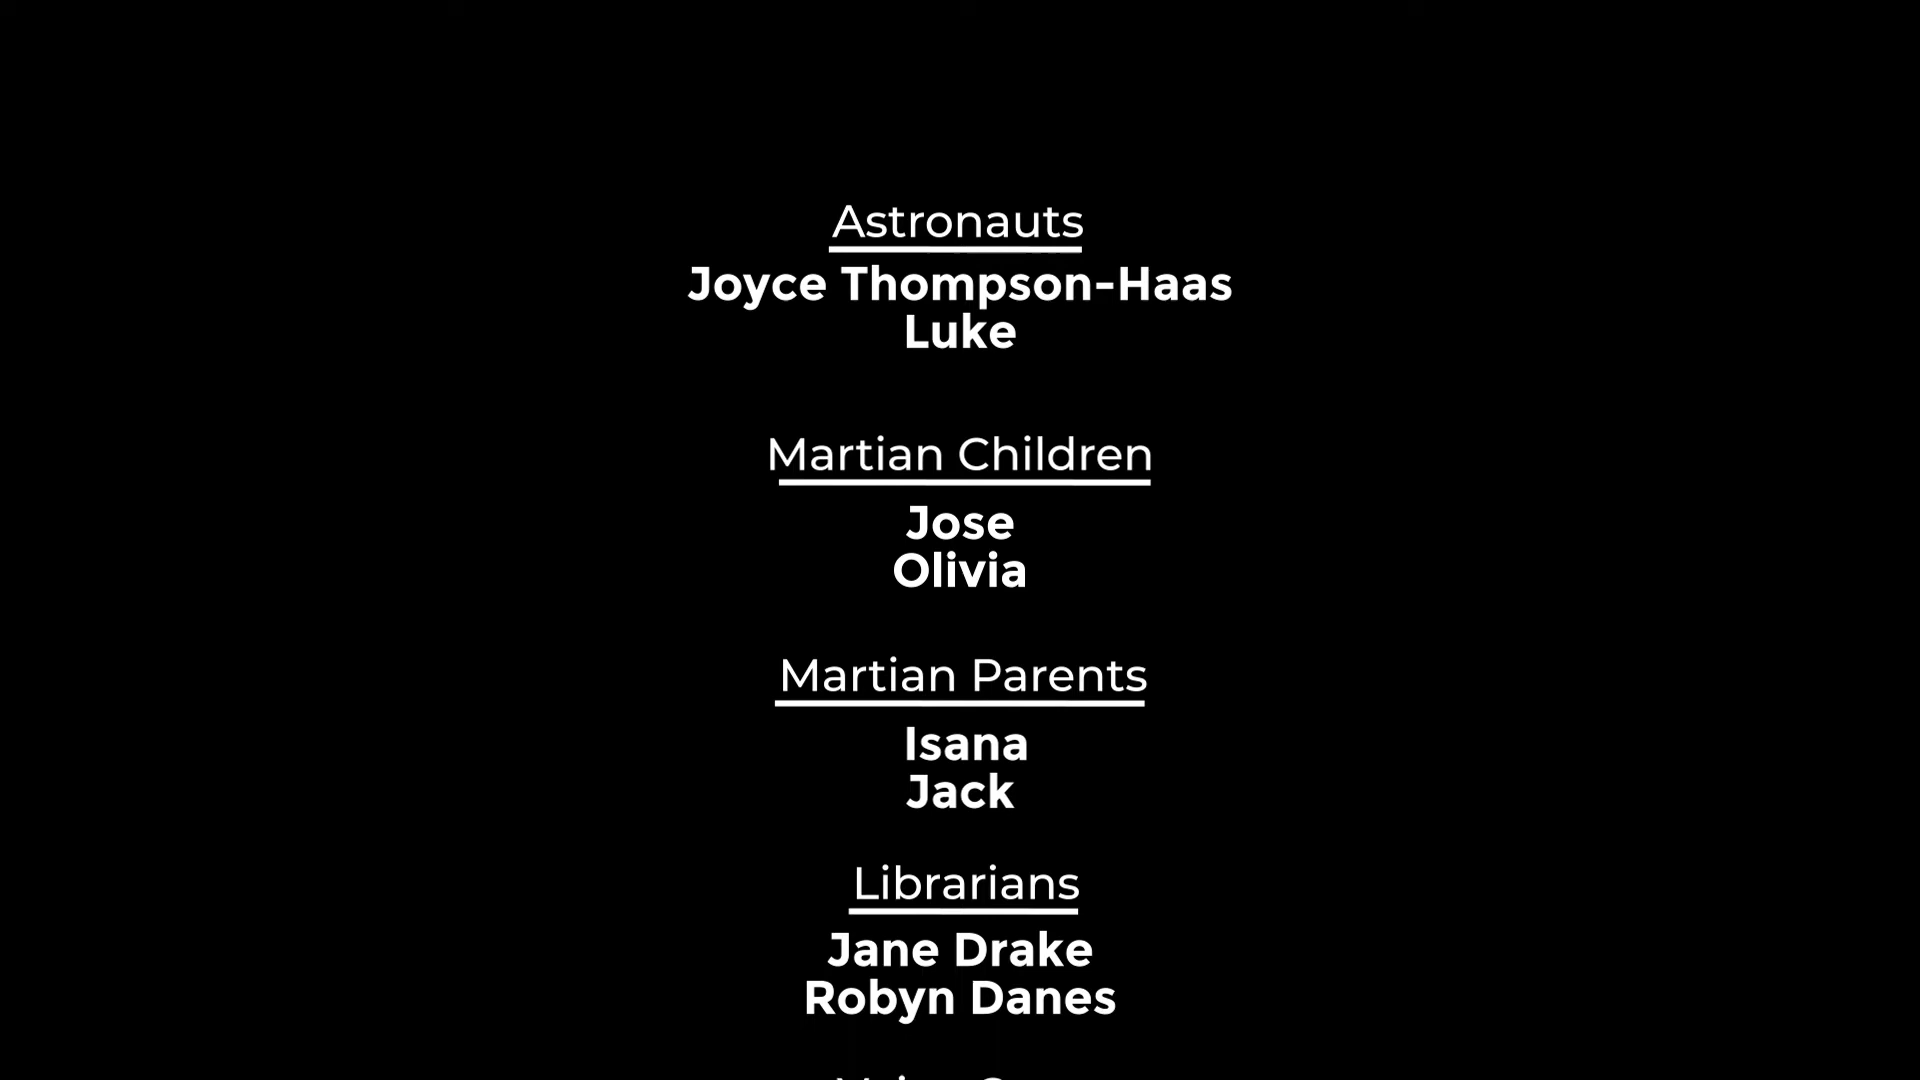 Astronauts
Joyce Thompson-Haas
Luke
Martian Children
Jose
Olivia
Martian Parents
Isana
Jack
Librarians
Jane Drake
Robyn Danes